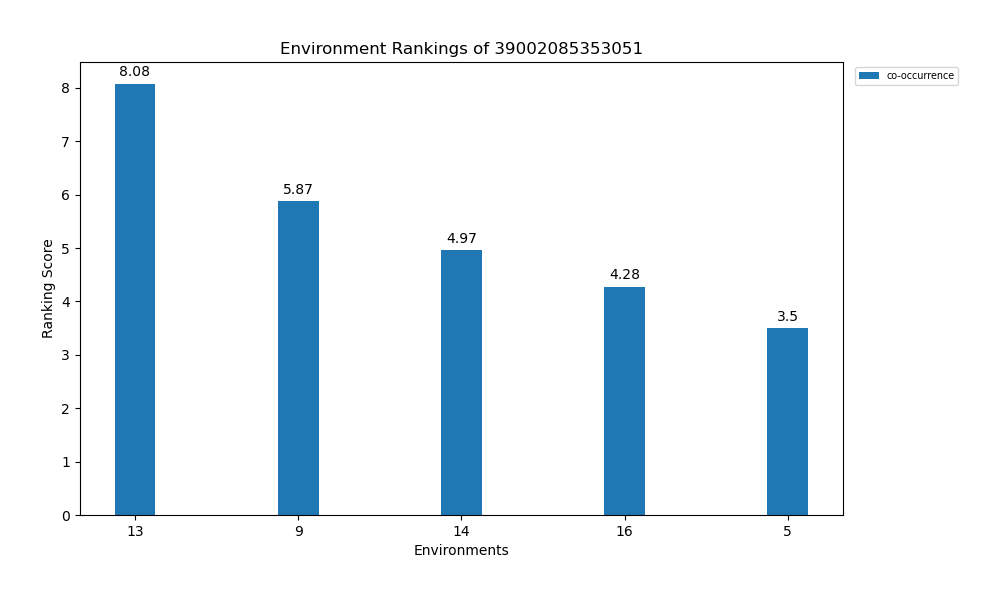 Environment Rankings of 39002085353051
co-occurrence
8.08
5.87
4.97
4.28
3.5
8
7
6
5
4
3
2
1
0
Ranking Score
13 9 14 16 5
Environments